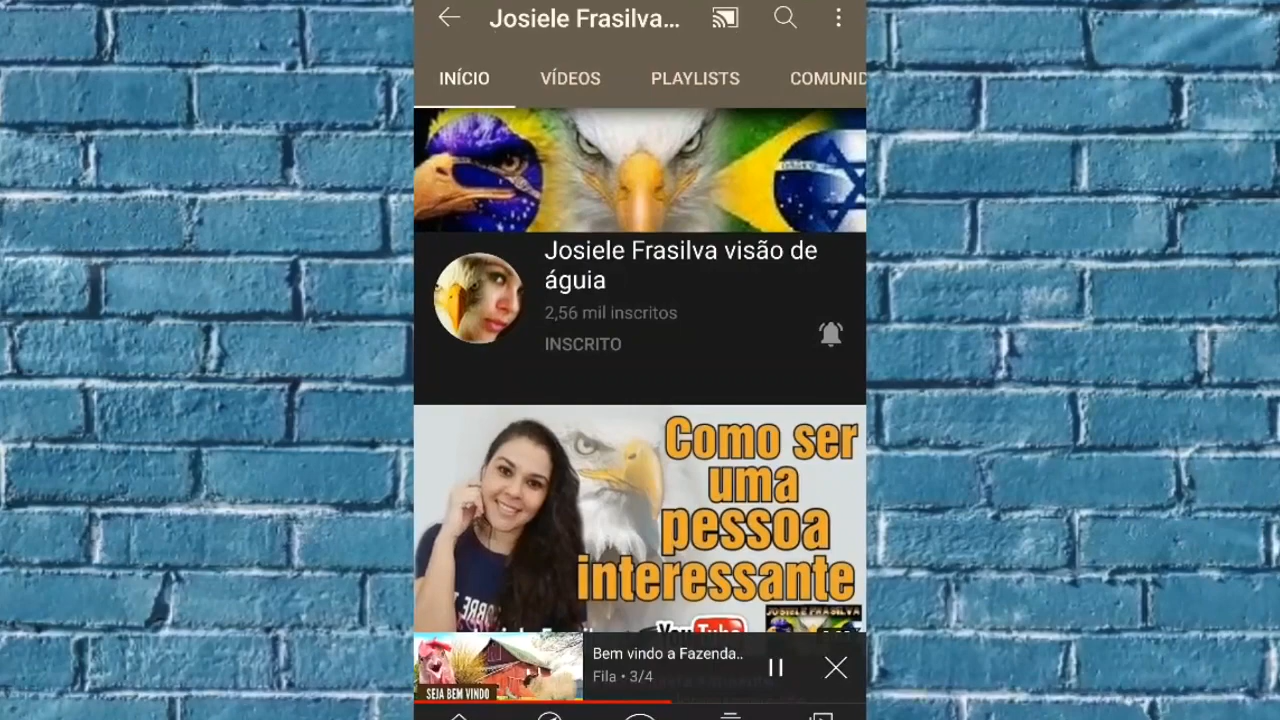 Josiele Frasilva...
INÍCIO VÍDEOS PLAYLISTS COMUNID
Josiele Frasilva visão de
águia
2,56 mil inscritos
INSCRITO
Como ser
uma
pessoa
interessante
YouTube
JOSIELE FRASILVA
Bem vindo a Fazenda..
Fila • 3/4
SEJA BEM VINDO